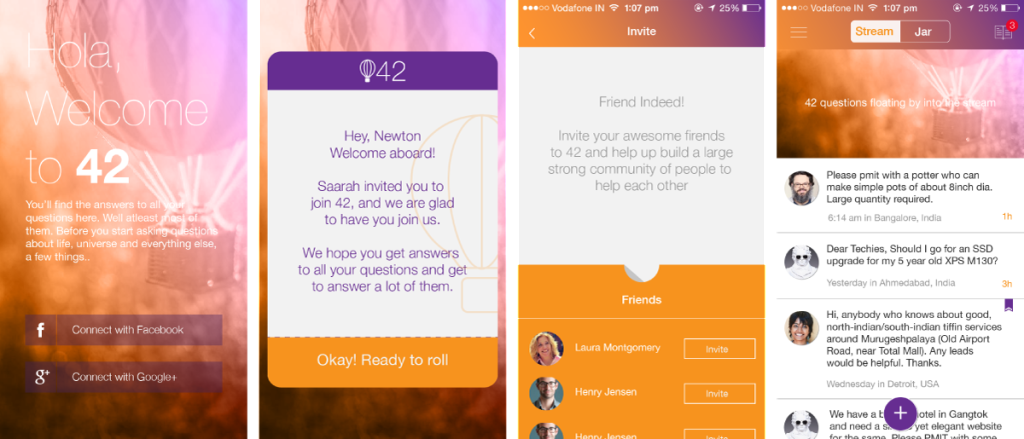 Hola,
Welcome
to 42
You'll find the answers to all your
questions here. Well atleast most of
them. Before you start asking questions
about life, universe and everything else,
a few things..
f
Connect with Facebook
g+
Connect with Google+
42
Hey, Newton
Welcome aboard!
Saarah invited you to
join 42, and we are glad
to have you join us.
We hope you get answers
to all your questions and get
to answer a lot of them.
Okay! Ready to roll
Vodafone IN 1:07 pm 25%
Invite
Friend Indeed!
Invite your awesome firends
to 42 and help up build a large
strong community of people to
help each other
Friends
Laura Montgomery Invite
Henry Jensen Invite
Henry Jensen Invite
Vodafone IN 1:07 pm 25%
Stream Jar 3
42 questions floating by into the stream
Please pmit with a potter who can
make simple pots of about 8inch dia.
Large quantity required.
6:14 am in Bangalore, India 1h
Dear Techies, Should I go for an SSD
upgrade for my 5 year old XPS M130?
Yesterday in Ahmedabad, India 3h
Hi, anybody who knows about good,
north-indian/south-indian tiffin services
around Murugeshpalaya (Old Airport
Road, near Total Mall). Any leads
would be helpful. Thanks.
Wednesday in Detroit, USA
+
We have a hotel in Gangtok
and need a yet elegant website
for the same. Please PMIT with some